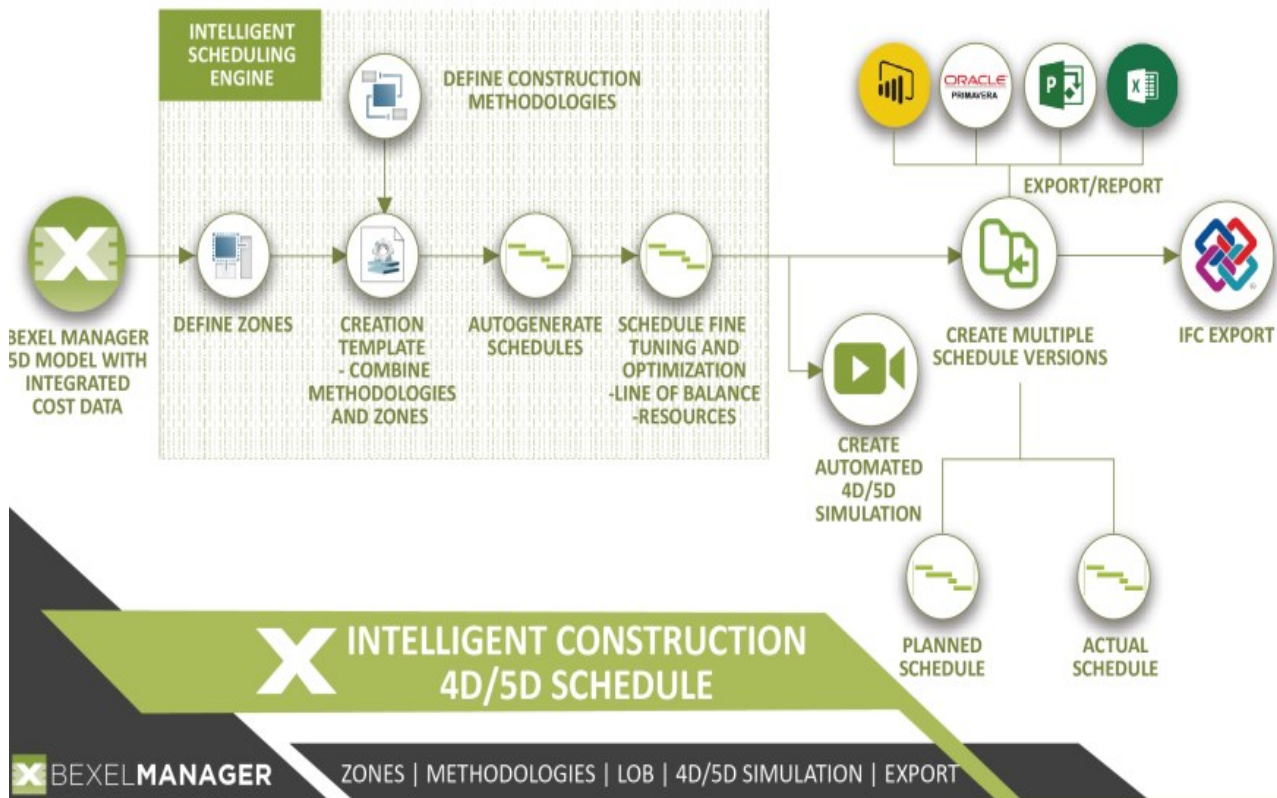 INTELLIGENT
SCHEDULING
ENGINE
DEFINE CONSTRUCTION
METHODOLOGIES
ORACLE
PRIMAVERA
P
X
EXPORT/REPORT
BEXEL MANAGER
5D MODEL WITH
INTEGRATED
COST DATA
DEFINE ZONES
CREATION
TEMPLATE
- COMBINE
METHODOLOGIES
AND ZONES
AUTOGENERATE
SCHEDULES
SCHEDULE FINE
TUNING AND
OPTIMIZATION
-LINE OF BALANCE
-RESOURCES
CREATE
AUTOMATED
4D/5D
SIMULATION
CREATE MULTIPLE
SCHEDULE VERSIONS
IFC EXPORT
PLANNED
SCHEDULE
ACTUAL
SCHEDULE
X INTELLIGENT CONSTRUCTION
4D/5D SCHEDULE
X BEXELMANAGER
ZONES | METHODOLOGIES | LOB | 4D/5D SIMULATION | EXPORT